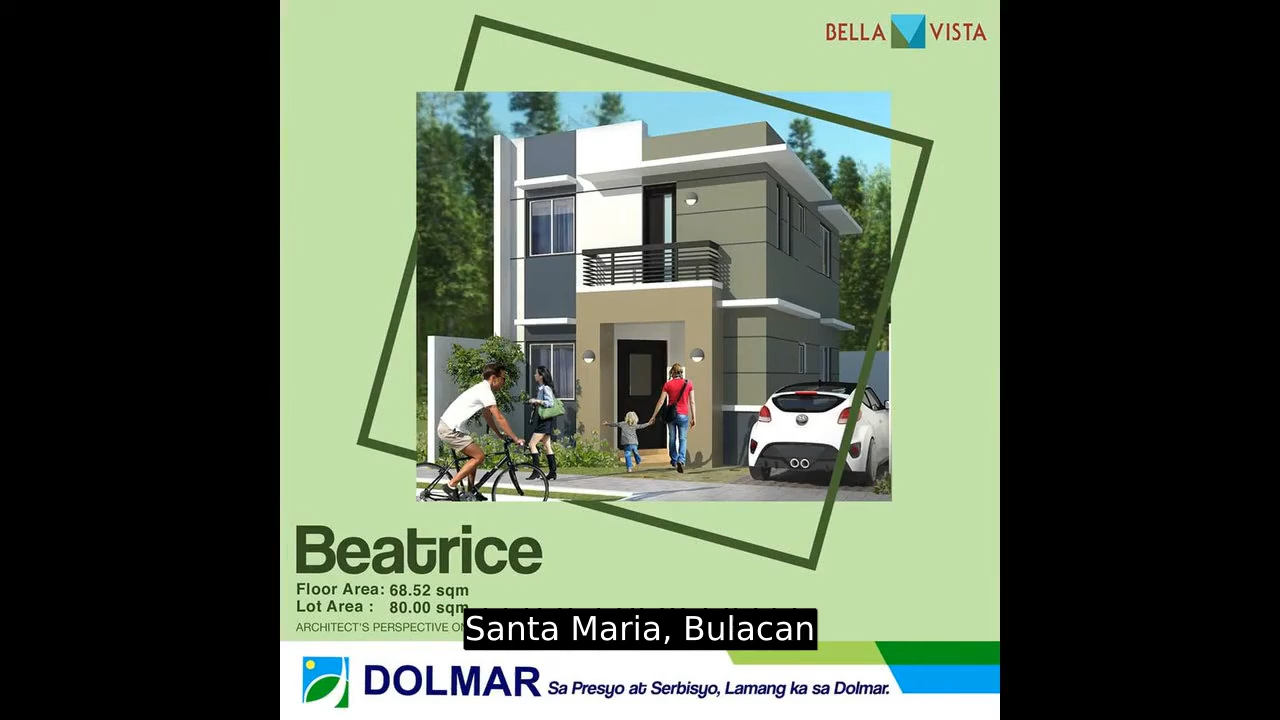 BELLA VISTA
Beatrice
Floor Area: 68.52 sqm
Lot Area : 80.00 sqm
ARCHITECT'S PERSPECTIVE
Santa Maria, Bulacan
DOLMAR Sa Presyo at Serbisyo, Lamang ka sa Dolmar.